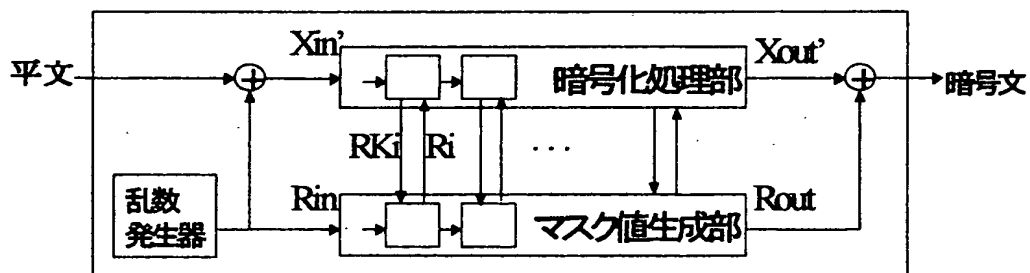 平文
Xin'
暗号化処理部
Xout'
暗号文
RKi
Ri
...
乱数
発生器
Rin
マスク値生成部
Rout